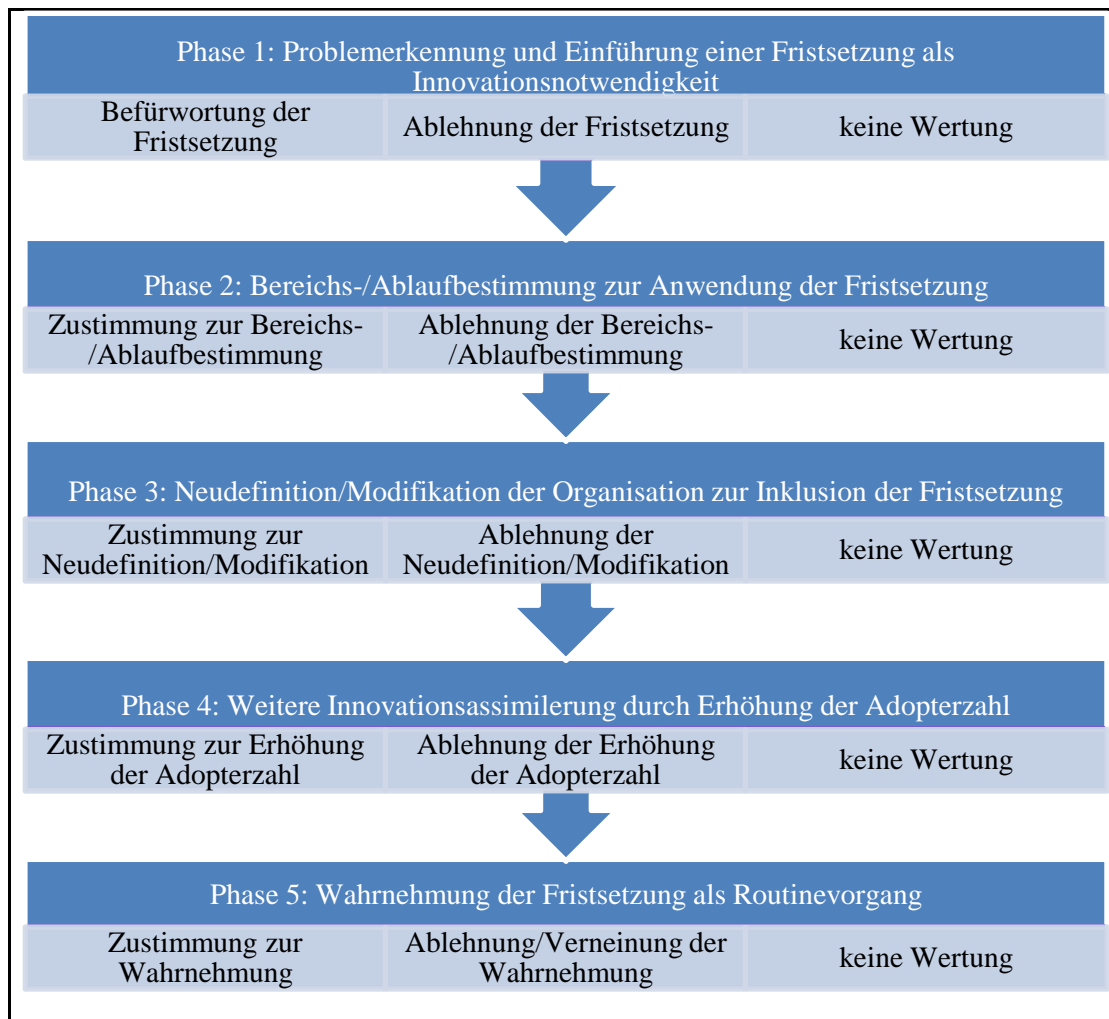 Phase 1: Problemerkennung und Einführung einer Fristsetzung als
Innovationsnotwendigkeit
Befürwortung der
Fristsetzung
Ablehnung der Fristsetzung
keine Wertung
Phase 2: Bereichs-/Ablaufbestimmung zur Anwendung der Fristsetzung
Zustimmung zur Bereichs-
/Ablaufbestimmung
Ablehnung der Bereichs-
/Ablaufbestimmung
keine Wertung
Phase 3: Neudefinition/Modifikation der Organisation zur Inklusion der Fristsetzung
Zustimmung zur
Neudefinition/Modifikation
Ablehnung der
Neudefinition/Modifikation
keine Wertung
Phase 4: Weitere Innovationsassimilerung durch Erhöhung der Adopterzahl
Zustimmung zur Erhöhung
der Adopterzahl
Ablehnung der Erhöhung
der Adopterzahl
keine Wertung
Phase 5: Wahrnehmung der Fristsetzung als Routinevorgang
Zustimmung zur
Wahrnehmung
Ablehnung/Verneinung der
Wahrnehmung
keine Wertung